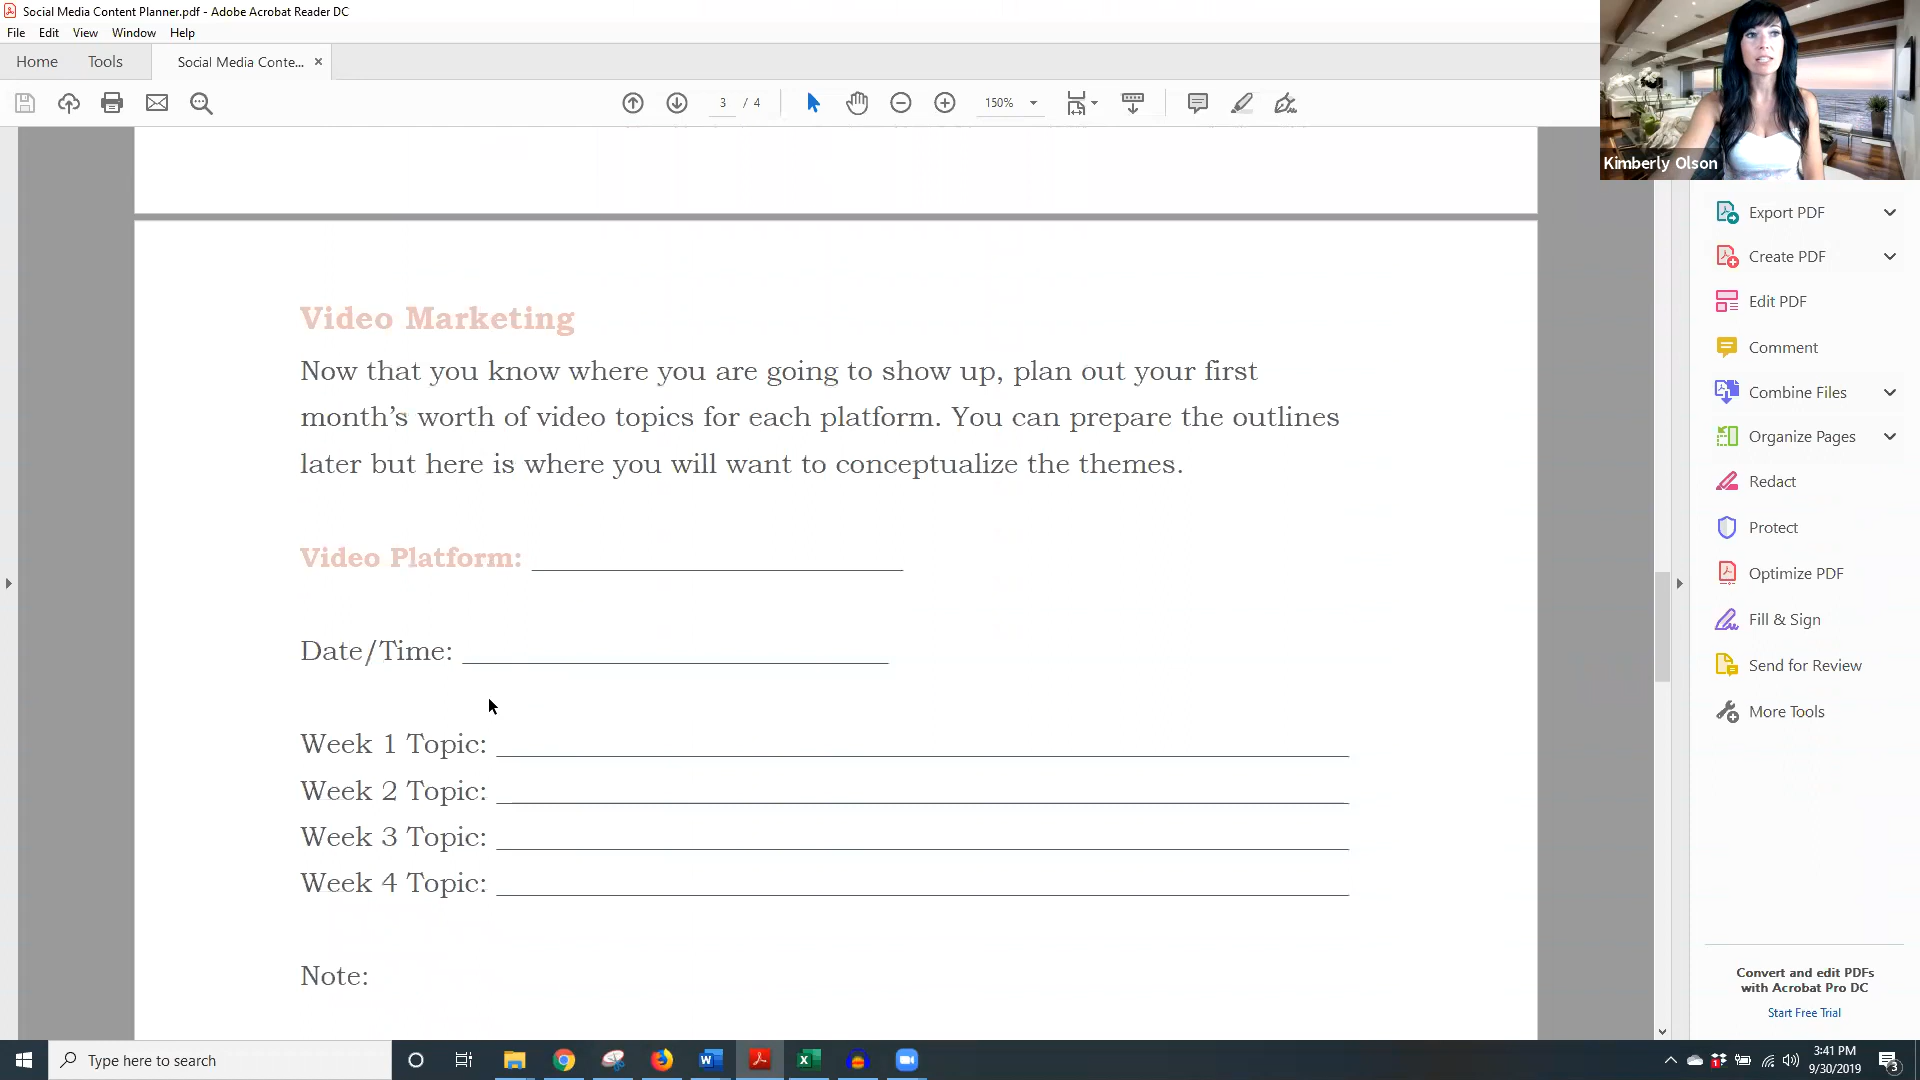 Social Media Content Planner.pdf - Adobe Acrobat Reader DC
File Edit View Window Help
Home Tools Social Media Conte... ×
3 / 4 150%
Kimberly Olson
Video Marketing
Now that you know where you are going to show up, plan out your first
month’s worth of video topics for each platform. You can prepare the outlines
later but here is where you will want to conceptualize the themes.
Video Platform:
Date/Time:
Week 1 Topic:
Week 2 Topic:
Week 3 Topic:
Week 4 Topic:
Note:
Export PDF
Create PDF
Edit PDF
Comment
Combine Files
Organize Pages
Redact
Protect
Optimize PDF
Fill & Sign
Send for Review
More Tools
Convert and edit PDFs
with Acrobat Pro DC
Start Free Trial
Type here to search
3:41 PM
9/30/2019
3